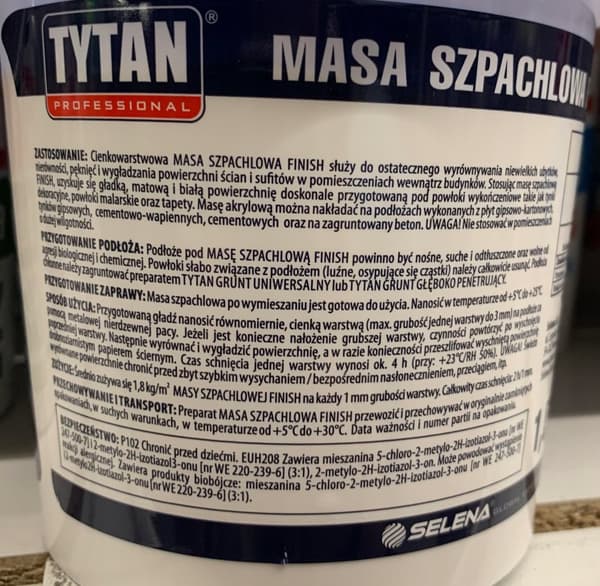 TYTAN®
PROFESSIONAL
MASA SZPACHLOWA
ZASTOSOWANIE: Cienkowarstwowa MASA SZPACHLOWA FINISH służy do ostatecznego wyrównywania niewielkich ubytków,
nierówności, pęknięć i wygładzania powierzchni ścian i sufitów w pomieszczeniach wewnątrz budynków. Stosując masę szpachlową
FINISH, uzyskuje się gładką, matową i białą powierzchnię doskonale przygotowaną pod powłoki wykończeniowe takie jak tynki
dekoracyjne, powłoki malarskie oraz tapety. Masę akrylową można nakładać na podłożach wykonanych z płyt gipsowo-kartonowych,
tynków gipsowych, cementowo-wapiennych, cementowych oraz na zagruntowany beton. UWAGA! Nie stosować w pomieszczeniach
o dużej wilgotności.
PRZYGOTOWANIE PODŁOŻA: Podłoże pod MASĘ SZPACHLOWĄ FINISH powinno być nośne, suche i odtłuszczone oraz wolne od
agresji biologicznej i chemicznej. Powłoki słabo związane z podłożem (luźne, osypujące się cząstki) należy całkowicie usunąć. Podłoża
chłonne należy zagruntować preparatem TYTAN GRUNT UNIWERSALNY lub TYTAN GRUNT GŁĘBOKO PENETRUJĄCY.
PRZYGOTOWANIE ZAPRAWY: Masa szpachlowa po wymieszaniu jest gotowa do użycia. Nanosić w temperaturze od +5°C do +25°C.
SPOSÓB UŻYCIA: Przygotowaną gładź nanosić równomiernie, cienką warstwą (max. grubość jednej warstwy do 3 mm) na podłoże za
pomocą metalowej nierdzewnej pacy. Jeżeli jest konieczne nałożenie grubszej warstwy, czynności powtórzyć po wyschnięciu
poprzedniej warstwy. Następnie wyrównać i wygładzić powierzchnię, a w razie konieczności przeszlifować wyschniętą powierzchnię
drobnoziarnistym papierem ściernym. Czas schnięcia jednej warstwy wynosi ok. 4 h (przy: +23°C/RH 50%). UWAGA! Świeżo
wyrównane powierzchnie chronić przed zbyt szybkim wysychaniem / bezpośrednim nasłonecznieniem, przeciągiem, itp.
ZUŻYCIE: Średnio zużywa się 1,8 kg/m² MASY SZPACHLOWEJ FINISH na każdy 1 mm grubości warstwy. Całkowity czas schnięcia: 2 h/1 mm.
PRZECHOWYWANIE I TRANSPORT: Preparat MASA SZPACHLOWA FINISH przewozić i przechowywać w oryginalnie zamkniętych
opakowaniach, w suchych warunkach, w temperaturze od +5°C do +30°C. Data ważności i numer partii na opakowaniu.
BEZPIECZEŃSTWO: P102 Chronić przed dziećmi. EUH208 Zawiera mieszanina 5-chloro-2-metylo-2H-izotiazol-3-onu [nr WE
247-500-7] i 2-metylo-2H-izotiazol3-onu [nr WE 220-239-6] (3:1), 2-metylo-2H-izotiazol-3-on. Może powodować wystąpienie
reakcji alergicznej. Zawiera produkty biobójcze: mieszanina 5-chloro-2-metylo-2H-izotiazol-3-onu [nr WE 247-500-7]
i 2-metylo-2H-izotiazol-3-onu [nr WE 220-239-6] (3:1).
SELENA